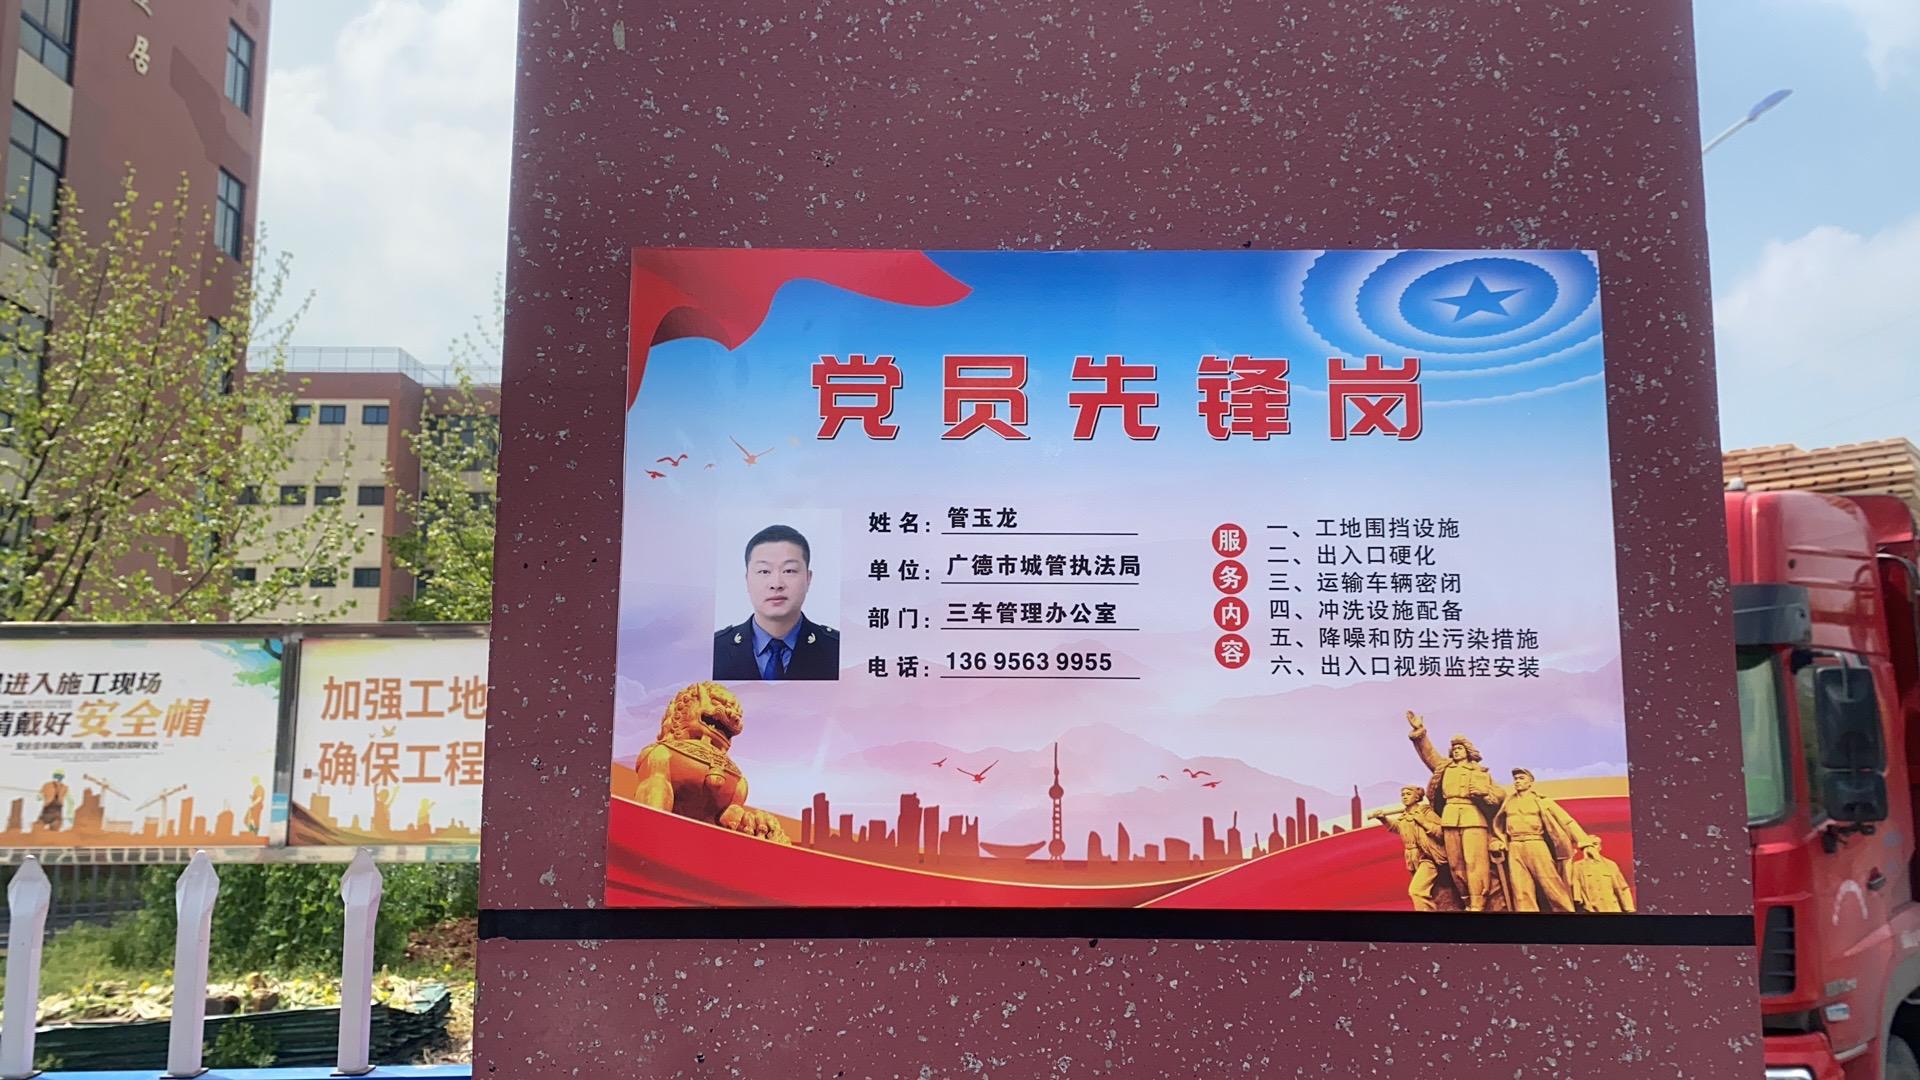 居
党员先锋岗
姓名：管玉龙
单位：广德市城管执法局
部门：三车管理办公室
电话：136 9563 9955
服务内容
一、工地围挡设施
二、出入口硬化
三、运输车辆密闭
四、冲洗设施配备
五、降噪和防尘污染措施
六、出入口视频监控安装
进入施工现场
请戴好安全帽
加强工地
确保工程